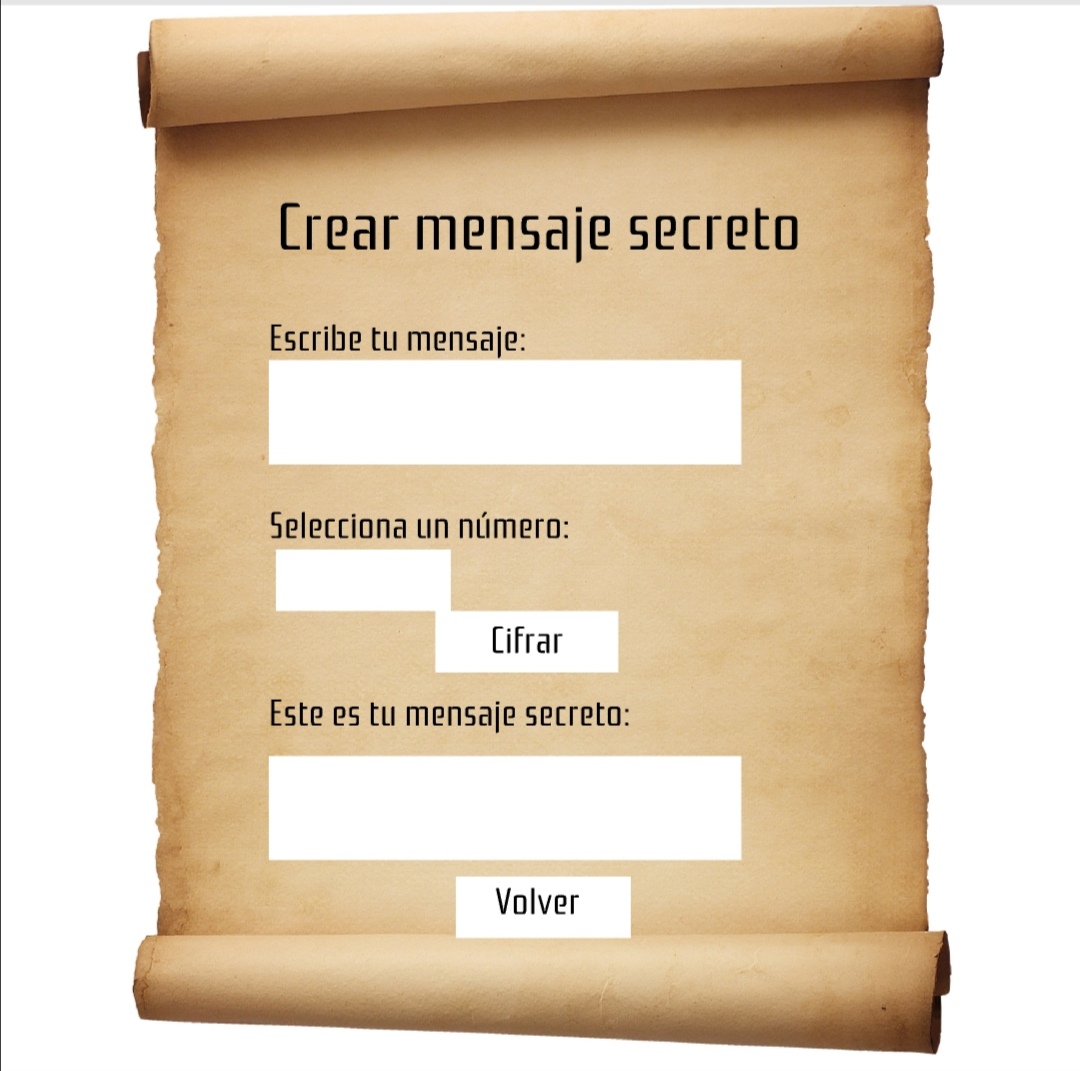 Crear mensaje secreto
Escribe tu mensaje:
Selecciona un número:
Cifrar
Este es tu mensaje secreto:
Volver